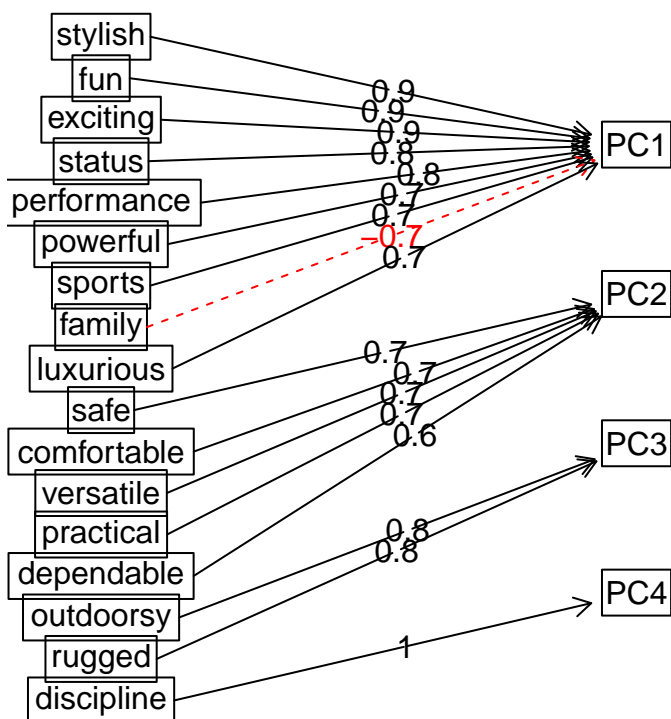 stylish
fun
exciting
status
performance
powerful
sports
family
luxurious
safe
comfortable
versatile
practical
dependable
outdoorsy
rugged
discipline
0.9
0.9
0.9
0.8
0.8
0.7
0.7
−0.7
0.7
0.7
0.7
0.7
0.7
0.6
0.8
0.8
1
PC1
PC2
PC3
PC4